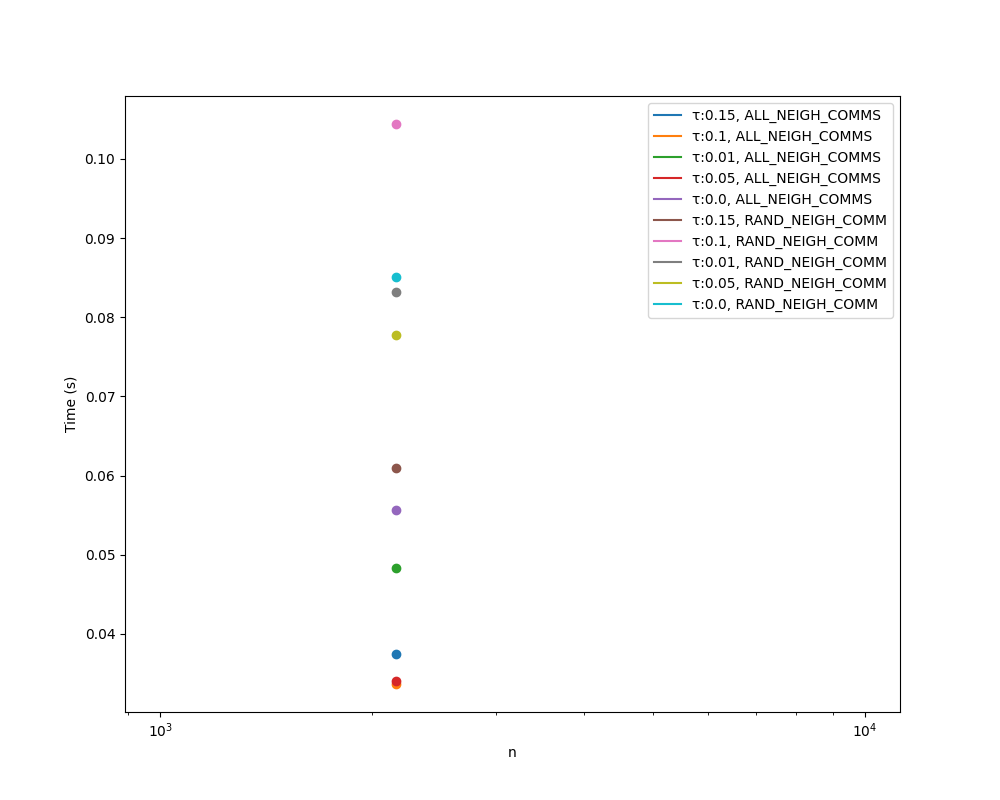 τ:0.15, ALL_NEIGH_COMMS
τ:0.1, ALL_NEIGH_COMMS
τ:0.01, ALL_NEIGH_COMMS
τ:0.05, ALL_NEIGH_COMMS
τ:0.0, ALL_NEIGH_COMMS
τ:0.15, RAND_NEIGH_COMM
τ:0.1, RAND_NEIGH_COMM
τ:0.01, RAND_NEIGH_COMM
τ:0.05, RAND_NEIGH_COMM
τ:0.0, RAND_NEIGH_COMM
0.10
0.09
0.08
0.07
0.06
0.05
0.04
Time (s)
10³ 10⁴
n